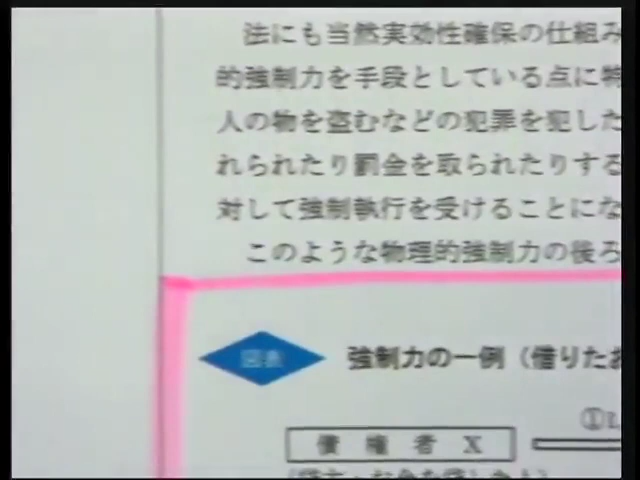 法にも当然実効性確保の仕組み
的強制力を手段としている点に特
人の物を盗むなどの犯罪を犯した
れられたり罰金を取られたりする
対して強制執行を受けることにな
このような物理的強制力の後ろ
図表
強制力の一例（借りたお
①
債権者 X